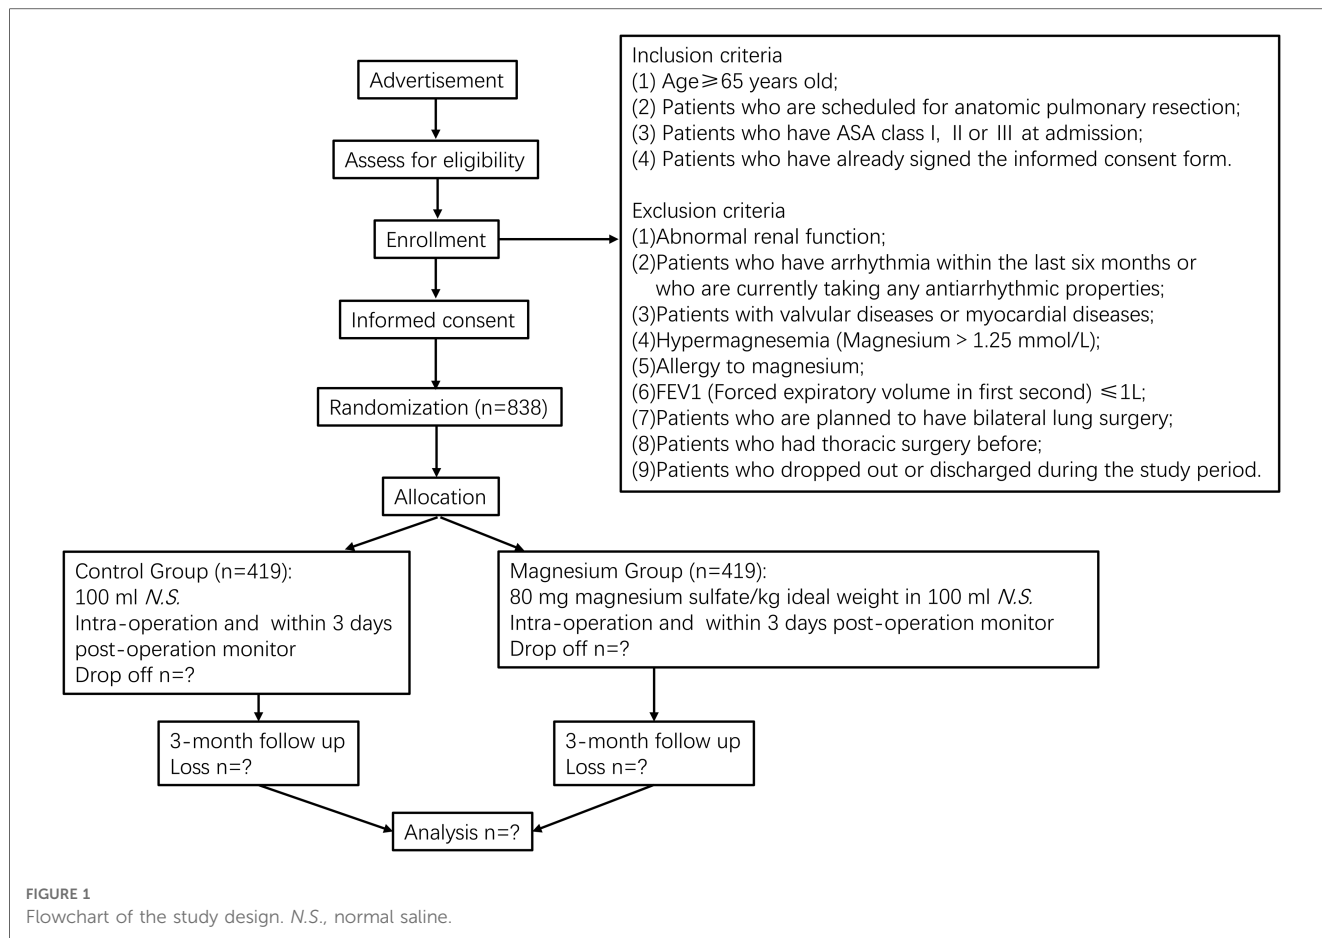 Advertisement
Assess for eligibility
Enrollment
Informed consent
Randomization (n=838)
Allocation
Inclusion criteria
(1) Age≥65 years old;
(2) Patients who are scheduled for anatomic pulmonary resection;
(3) Patients who have ASA class I, II or III at admission;
(4) Patients who have already signed the informed consent form.
Exclusion criteria
(1)Abnormal renal function;
(2)Patients who have arrhythmia within the last six months or
who are currently taking any antiarrhythmic properties;
(3)Patients with valvular diseases or myocardial diseases;
(4)Hypermagnesemia (Magnesium > 1.25 mmol/L);
(5)Allergy to magnesium;
(6)FEV1 (Forced expiratory volume in first second) ≤1L;
(7)Patients who are planned to have bilateral lung surgery;
(8)Patients who had thoracic surgery before;
(9)Patients who dropped out or discharged during the study period.
Control Group (n=419):
100 ml N.S.
Intra-operation and within 3 days
post-operation monitor
Drop off n=?
Magnesium Group (n=419):
80 mg magnesium sulfate/kg ideal weight in 100 ml N.S.
Intra-operation and within 3 days post-operation monitor
Drop off n=?
3-month follow up
Loss n=?
3-month follow up
Loss n=?
Analysis n=?
FIGURE 1
Flowchart of the study design. N.S., normal saline.